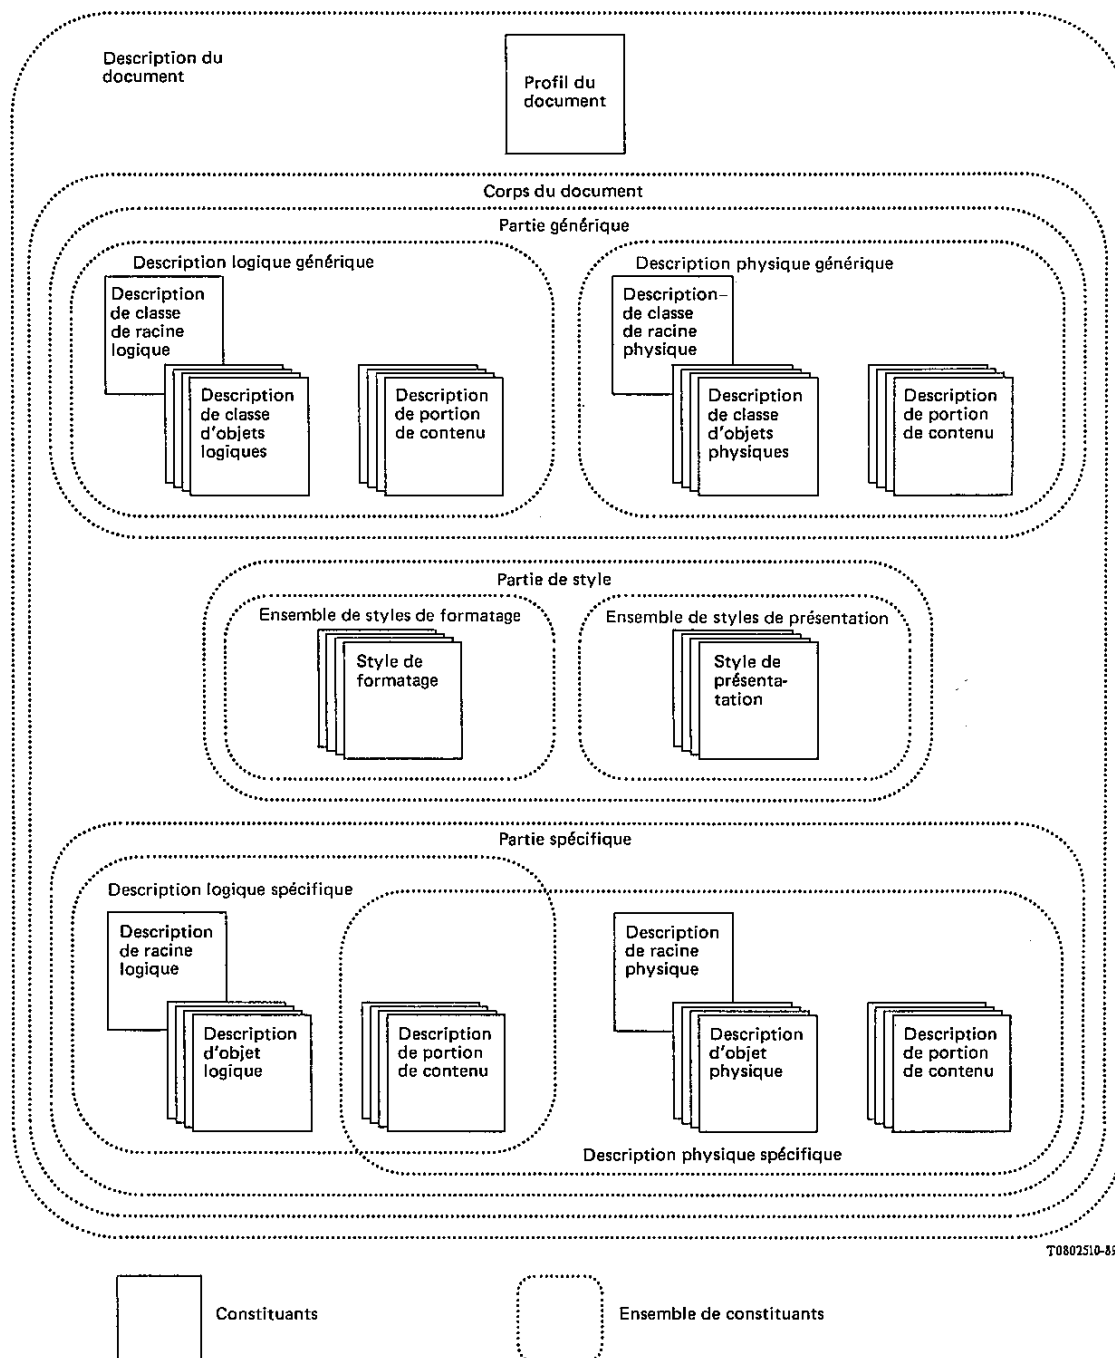 Description du
document
Profil du
document
Corps du document
Partie générique
Description logique générique
Description
de classe
de racine
logique
Description
de classe
d'objets
logiques
Description
de portion
de contenu
Description physique générique
Description–
de classe
de racine
physique
Description
de classe
d'objets
physiques
Description
de portion
de contenu
Partie de style
Ensemble de styles de formatage
Style de
formatage
Ensemble de styles de présentation
Style de
présenta-
tation
Partie spécifique
Description logique spécifique
Description
de racine
logique
Description
d'objet
logique
Description
de portion
de contenu
Description
de racine
physique
Description
d'objet
physique
Description
de portion
de contenu
Description physique spécifique
T0802510-89
Constituants
Ensemble de constituants